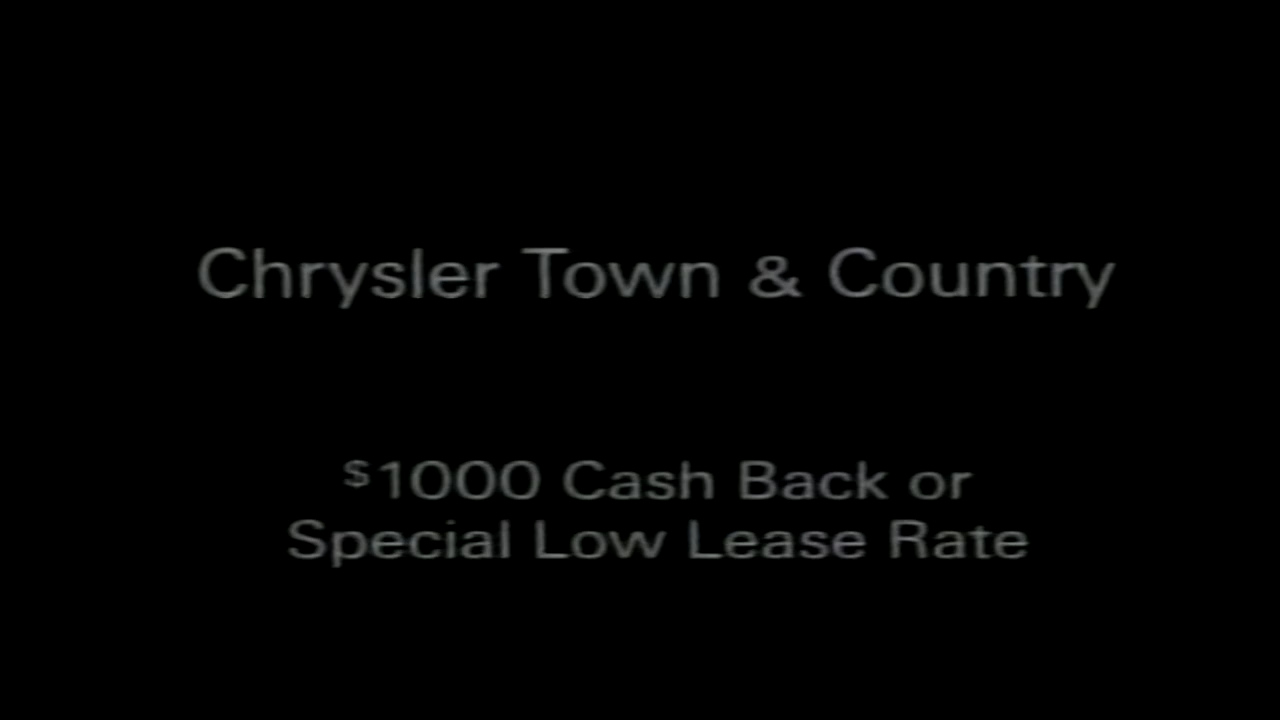 Chrysler Town & Country
$1000 Cash Back or
Special Low Lease Rate